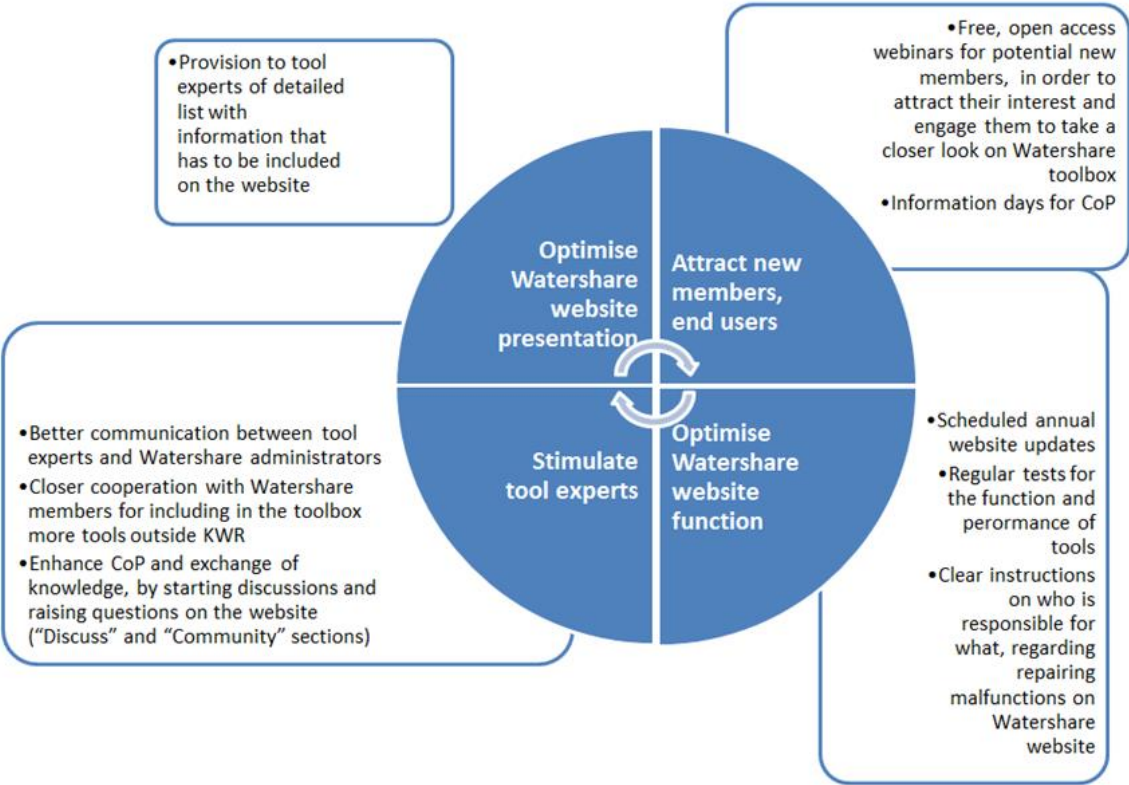 •Provision to tool
experts of detailed
list with
information that
has to be included
on the website
•Free, open access
webinars for potential new
members, in order to
attract their interest and
engage them to take a
closer look on Watershare
toolbox
•Information days for CoP
Optimise
Watershare
website
presentation
Attract new
members,
end users
Stimulate
tool experts
Optimise
Watershare
website
function
•Better communication between tool
experts and Watershare administrators
•Closer cooperation with Watershare
members for including in the toolbox
more tools outside KWR
•Enhance CoP and exchange of
knowledge, by starting discussions and
raising questions on the website
(“Discuss” and “Community” sections)
•Scheduled annual
website updates
•Regular tests for
the function and
perormance of
tools
•Clear instructions
on who is
responsible for
what, regarding
repairing
malfunctions on
Watershare
website